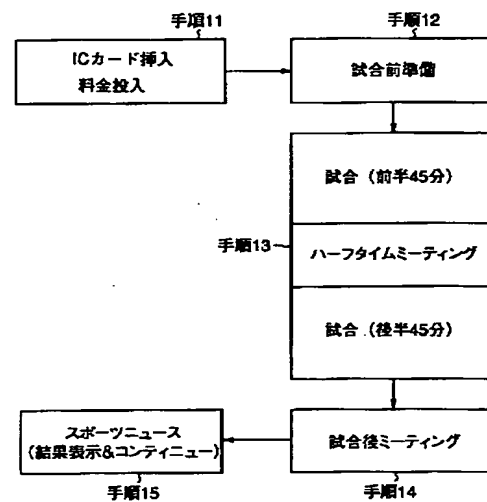 手順11
ICカード挿入
料金投入
手順12
試合前準備
試合（前半45分）
手順13
ハーフタイムミーティング
試合（後半45分）
スポーツニュース
（結果表示&コンティニュー）
手順15
試合後ミーティング
手順14